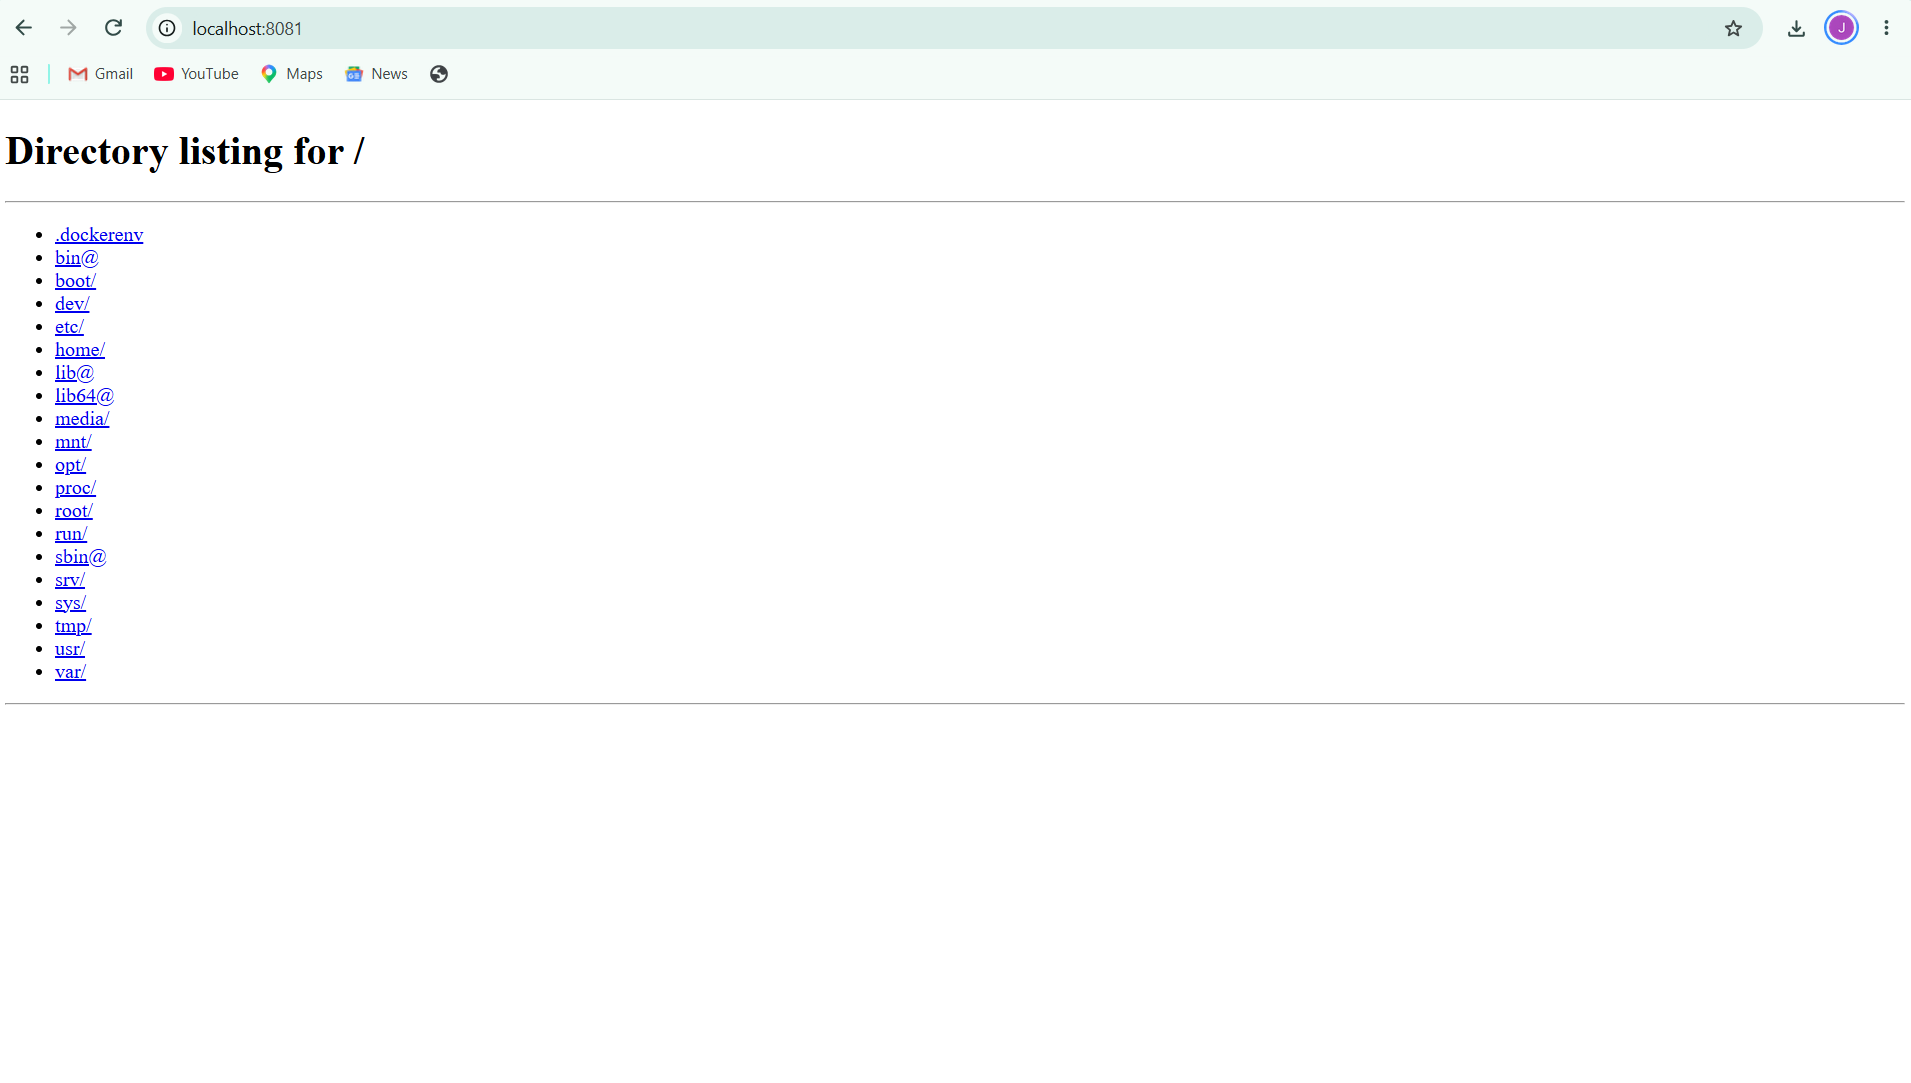 localhost:8081
J
Gmail YouTube Maps News
Directory listing for /
.dockerenv
bin@
boot/
dev/
etc/
home/
lib@
lib64@
media/
mnt/
opt/
proc/
root/
run/
sbin@
srv/
sys/
tmp/
usr/
var/